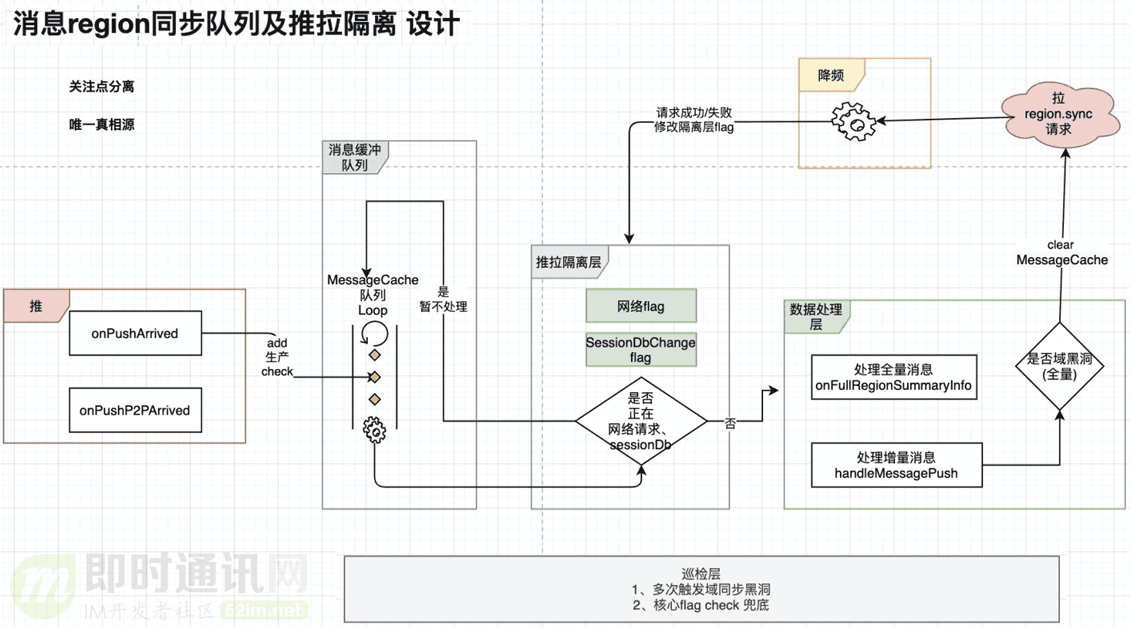 消息region同步队列及推拉隔离 设计
关注点分离
唯一真相源
降频
拉
region.sync
请求
请求成功/失败
修改隔离层flag
消息缓冲
队列
clear
MessageCache
推拉隔离层
MessageCache
队列
Loop
是
暂不处理
推
onPushArrived
onPushP2PArrived
add
生产
check
网络flag
SessionDbChange
flag
是否
正在
网络请求、
sessionDb
否
数据处理
层
处理全量消息
onFullRegionSummaryInfo
处理增量消息
handleMessagePush
是否域黑洞
(全量)
巡检层
1、多次触发域同步黑洞
2、核心flag check 兜底
即时通讯网
IM开发者社区 52im.net